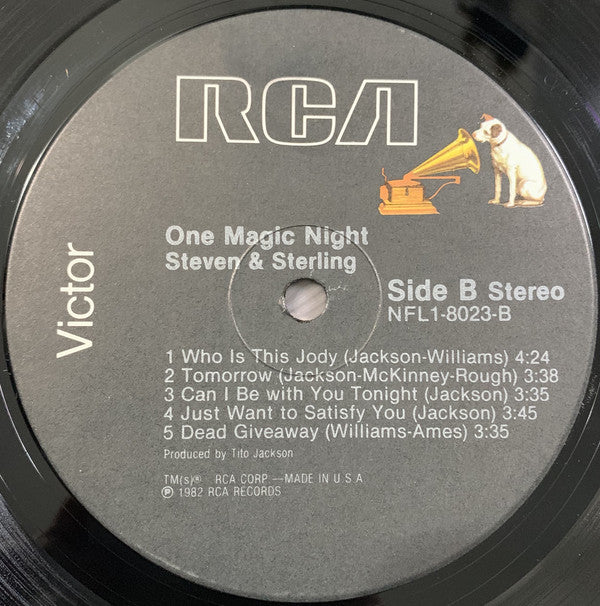 RCA
Victor
One Magic Night
Steven & Sterling
Side B Stereo
NFL1-8023-B
1 Who Is This Jody (Jackson-Williams) 4:24
2 Tomorrow (Jackson-McKinney-Rough) 3:38
3 Can I Be with You Tonight (Jackson) 3:35
4 Just Want to Satisfy You (Jackson) 3:45
5 Dead Giveaway (Williams-Ames) 3:35
Produced by Tito Jackson
TM(s)® RCA CORP.—MADE IN U S A
℗ 1982 RCA RECORDS